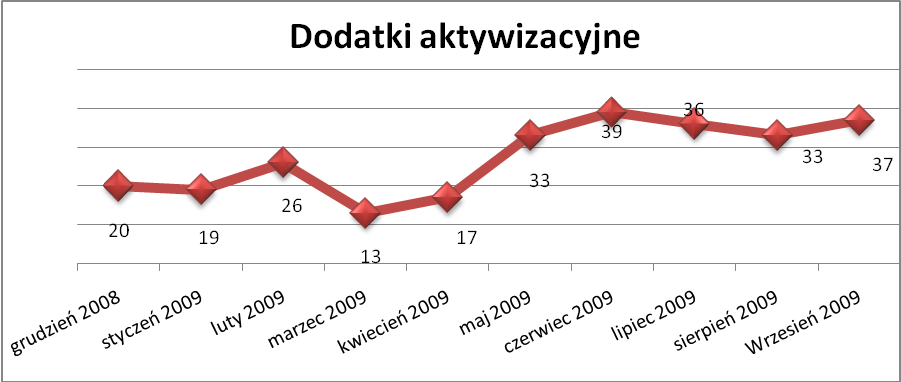 Dodatki aktywizacyjne
20
19
26
13
17
33
39
36
33
37
grudzień 2008
styczeń 2009
luty 2009
marzec 2009
kwiecień 2009
maj 2009
czerwiec 2009
lipiec 2009
sierpień 2009
Wrzesień 2009